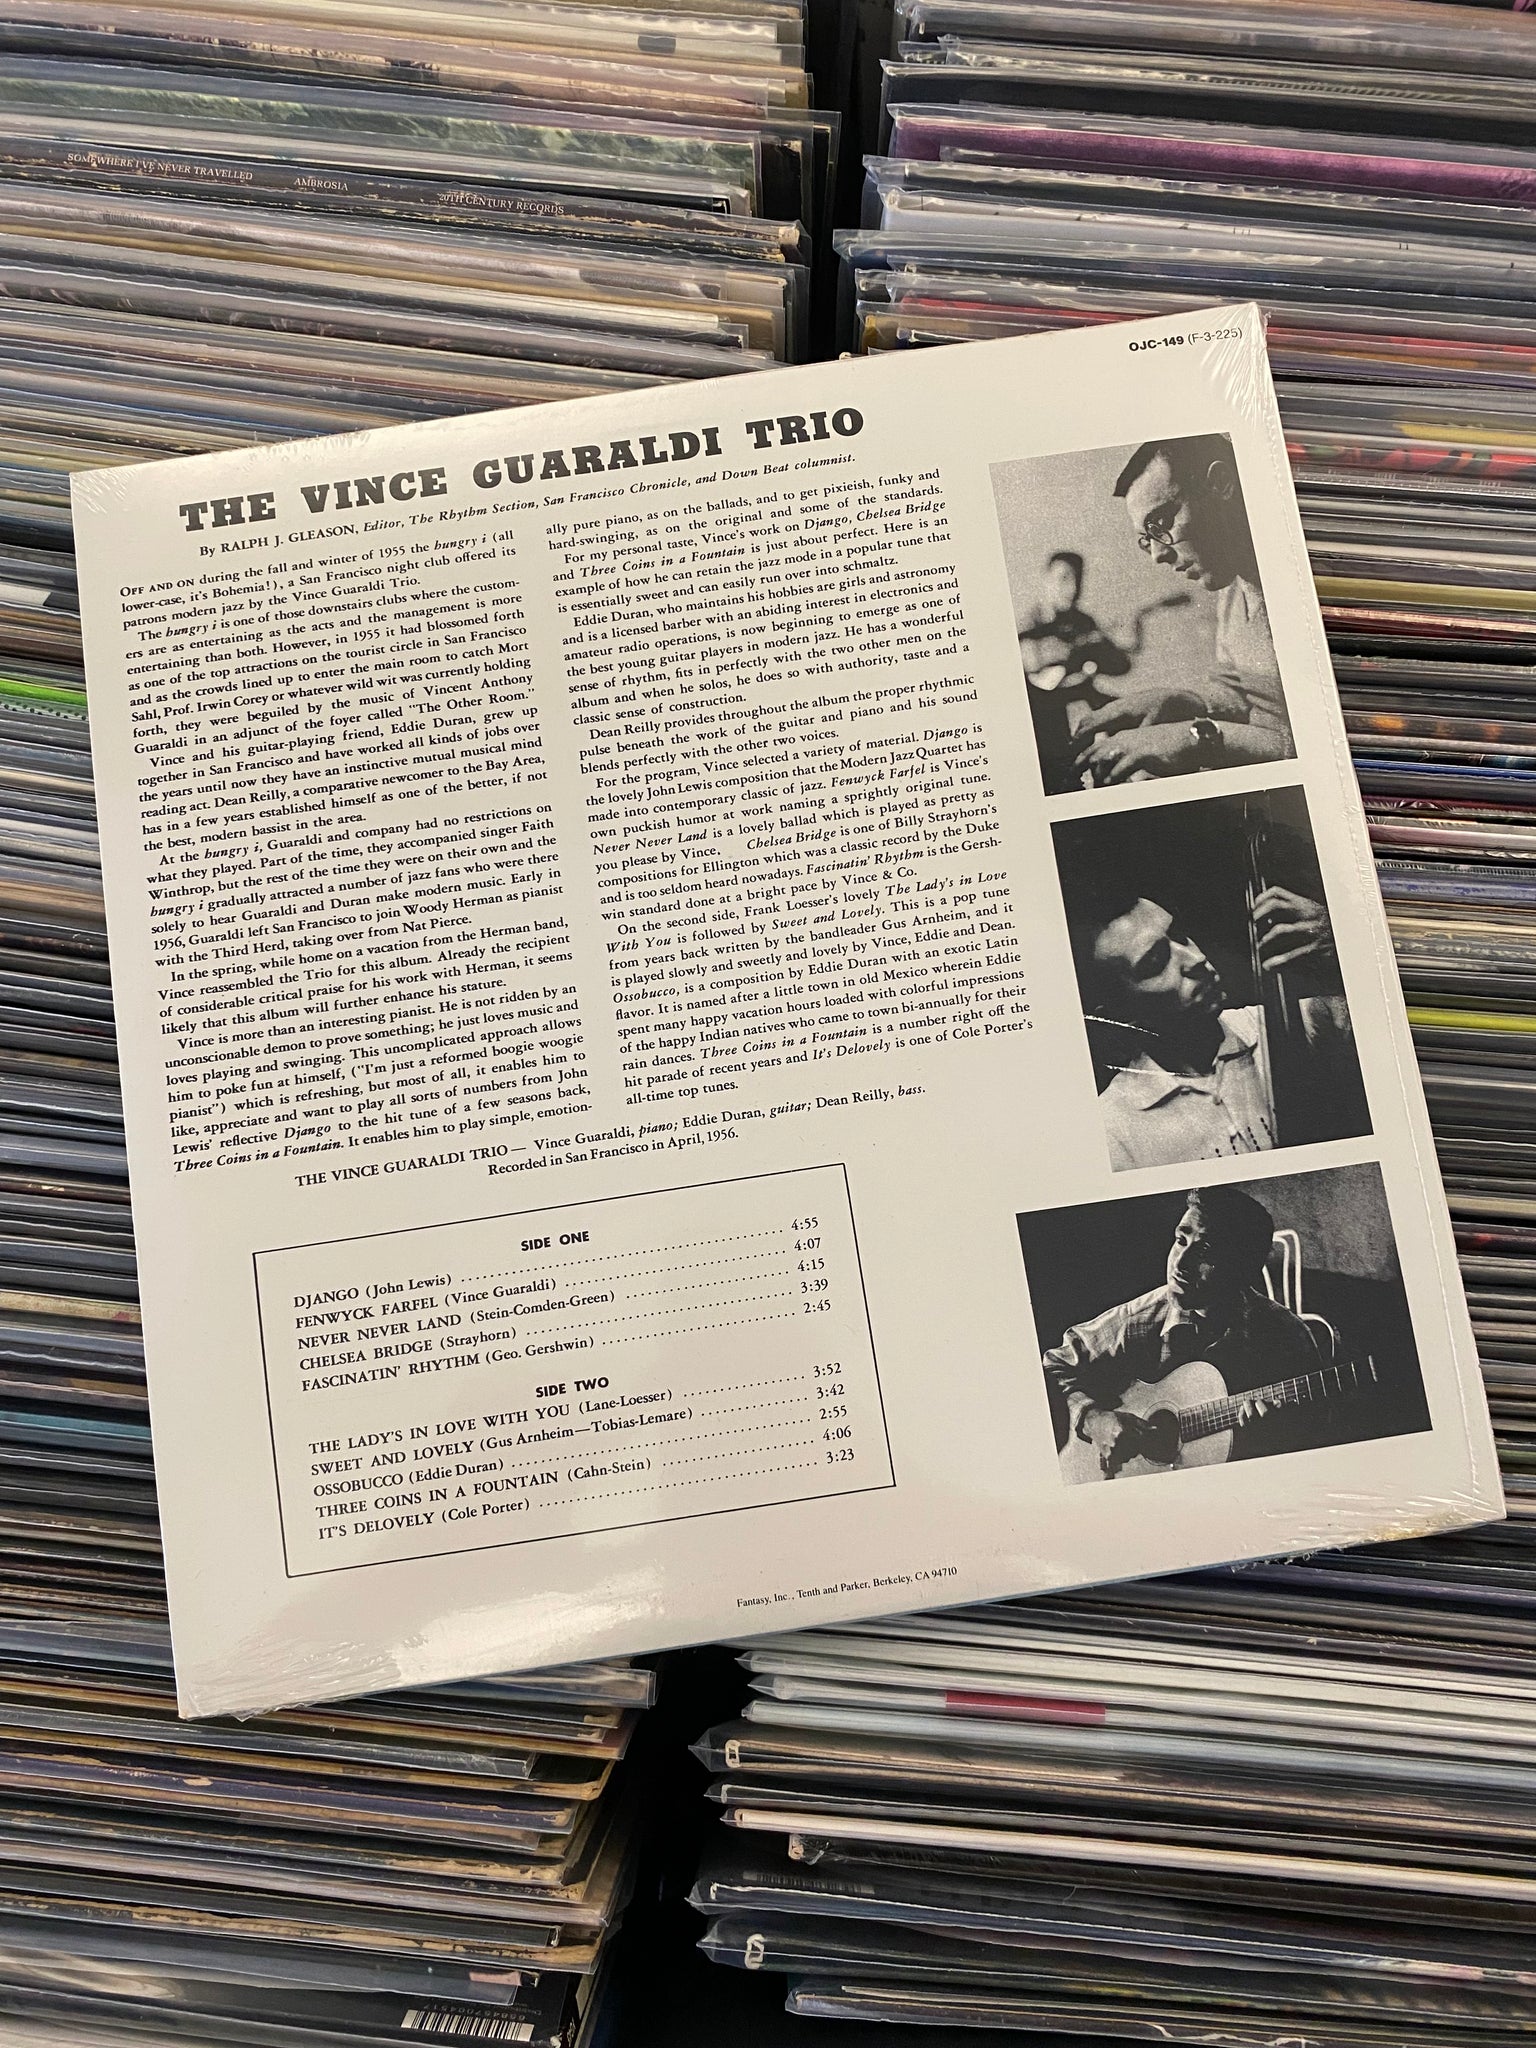 SOMEWHERE I'VE NEVER TRAVELLED AMBROSIA 20TH CENTURY RECORDS
OJC-149 (F-3-225)
THE VINCE GUARALDI TRIO
By RALPH J. GLEASON, Editor, The Rhythm Section, San Francisco Chronicle, and Down Beat columnist.
OFF AND ON during the fall and winter of 1955 the hungry i (all
lower-case, it's Bohemia!), a San Francisco night club offered its
patrons modern jazz by the Vince Guaraldi Trio.
The hungry i is one of those downstairs clubs where the custom-
ers are as entertaining as the acts and the management is more
entertaining than both. However, in 1955 it had blossomed forth
as one of the top attractions on the tourist circle in San Francisco
and as the crowds lined up to enter the main room to catch Mort
Sahl, Prof. Irwin Corey or whatever wild wit was currently holding
forth, they were beguiled by the music of Vincent Anthony
Guaraldi in an adjunct of the foyer called "The Other Room."
Vince and his guitar-playing friend, Eddie Duran, grew up
together in San Francisco and have worked all kinds of jobs over
the years until now they have an instinctive mutual musical mind
reading act. Dean Reilly, a comparative newcomer to the Bay Area,
has in a few years established himself as one of the better, if not
the best, modern bassist in the area.
At the hungry i, Guaraldi and company had no restrictions on
what they played. Part of the time, they accompanied singer Faith
Winthrop, but the rest of the time they were on their own and the
hungry i gradually attracted a number of jazz fans who were there
solely to hear Guaraldi and Duran make modern music. Early in
1956, Guaraldi left San Francisco to join Woody Herman as pianist
with the Third Herd, taking over from Nat Pierce.
In the spring, while home on a vacation from the Herman band,
Vince reassembled the Trio for this album. Already the recipient
of considerable critical praise for his work with Herman, it seems
likely that this album will further enhance his stature.
Vince is more than an interesting pianist. He is not ridden by an
unconscionable demon to prove something; he just loves music and
loves playing and swinging. This uncomplicated approach allows
him to poke fun at himself, ("I'm just a reformed boogie woogie
pianist") which is refreshing, but most of all, it enables him to
like, appreciate and want to play all sorts of numbers from John
Lewis' reflective Django to the hit tune of a few seasons back,
Three Coins in a Fountain. It enables him to play simple, emotion-
ally pure piano, as on the ballads, and to get pixieish, funky and
hard-swinging, as on the original and some of the standards.
For my personal taste, Vince's work on Django, Chelsea Bridge
and Three Coins in a Fountain is just about perfect. Here is an
example of how he can retain the jazz mode in a popular tune that
is essentially sweet and can easily run over into schmaltz.
Eddie Duran, who maintains his hobbies are girls and astronomy
and is a licensed barber with an abiding interest in electronics and
amateur radio operations, is now beginning to emerge as one of
the best young guitar players in modern jazz. He has a wonderful
sense of rhythm, fits in perfectly with the two other men on the
album and when he solos, he does so with authority, taste and a
classic sense of construction.
Dean Reilly provides throughout the album the proper rhythmic
pulse beneath the work of the guitar and piano and his sound
blends perfectly with the other two voices.
For the program, Vince selected a variety of material. Django is
the lovely John Lewis composition that the Modern Jazz Quartet has
made into contemporary classic of jazz. Fenwyck Farfel is Vince's
own puckish humor at work naming a sprightly original tune.
Never Never Land is a lovely ballad which is played as pretty as
you please by Vince. Chelsea Bridge is one of Billy Strayhorn's
compositions for Ellington which was a classic record by the Duke
and is too seldom heard nowadays. Fascinatin' Rhythm is the Gersh-
win standard done at a bright pace by Vince & Co.
On the second side, Frank Loesser's lovely The Lady's in Love
With You is followed by Sweet and Lovely. This is a pop tune
from years back written by the bandleader Gus Arnheim, and it
is played slowly and sweetly and lovely by Vince, Eddie and Dean.
Ossobucco, is a composition by Eddie Duran with an exotic Latin
flavor. It is named after a little town in old Mexico wherein Eddie
spent many happy vacation hours loaded with colorful impressions
of the happy Indian natives who came to town bi-annually for their
rain dances. Three Coins in a Fountain is a number right off the
hit parade of recent years and It's Delovely is one of Cole Porter's
all-time top tunes.
THE VINCE GUARALDI TRIO — Vince Guaraldi, piano; Eddie Duran, guitar; Dean Reilly, bass.
Recorded in San Francisco in April, 1956.
SIDE ONE
DJANGO (John Lewis) 4:55
FENWYCK FARFEL (Vince Guaraldi) 4:07
NEVER NEVER LAND (Stein-Comden-Green) 4:15
CHELSEA BRIDGE (Strayhorn) 3:39
FASCINATIN' RHYTHM (Geo. Gershwin) 2:45
SIDE TWO
THE LADY'S IN LOVE WITH YOU (Lane-Loesser) 3:52
SWEET AND LOVELY (Gus Arnheim—Tobias-Lemare) 3:42
OSSOBUCCO (Eddie Duran) 2:55
THREE COINS IN A FOUNTAIN (Cahn-Stein) 4:06
IT'S DELOVELY (Cole Porter) 3:23
Fantasy, Inc., Tenth and Parker, Berkeley, CA 94710